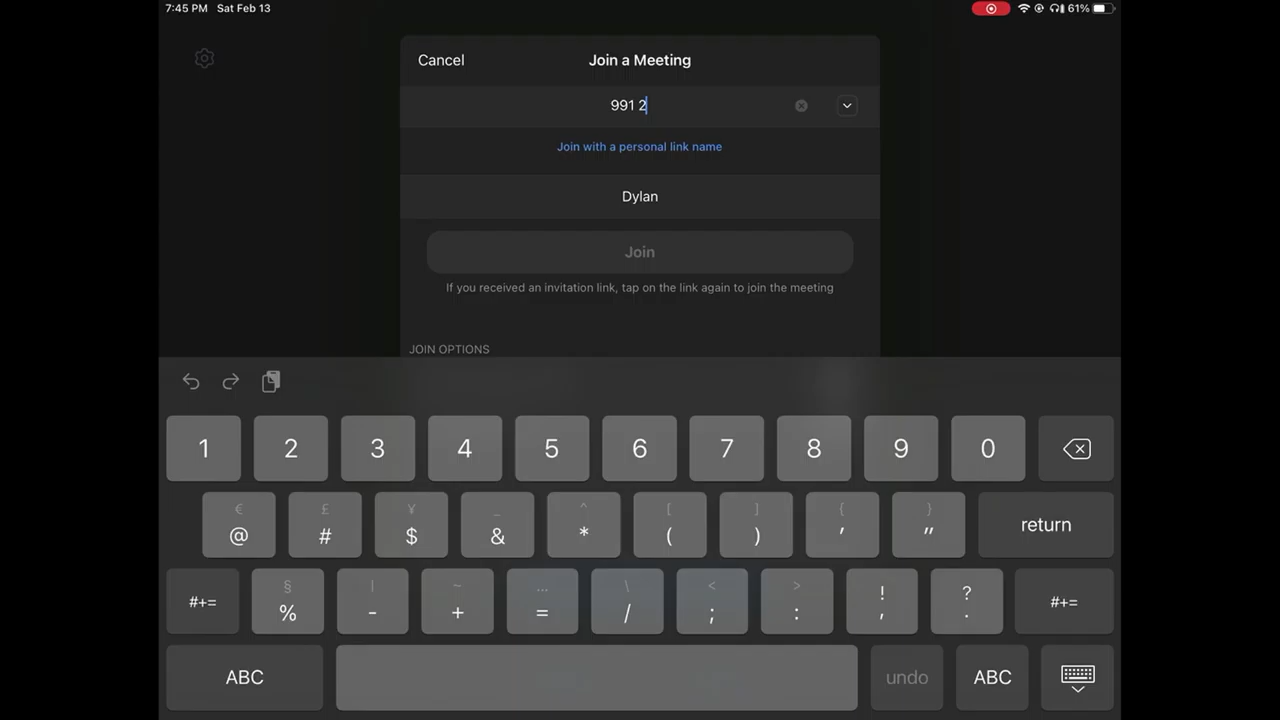 7:45 PM Sat Feb 13
61%
Cancel
Join a Meeting
991 2
Join with a personal link name
Dylan
Join
If you received an invitation link, tap on the link again to join the meeting
JOIN OPTIONS
1 2 3 4 5 6 7 8 9 0
€ £ ¥ _ ^ [ ] { }
@ # $ & * ( ) ' "
return
§ | ~ … \ < > ! ?
#+= % - + = / ; : , . #+=
ABC
undo
ABC